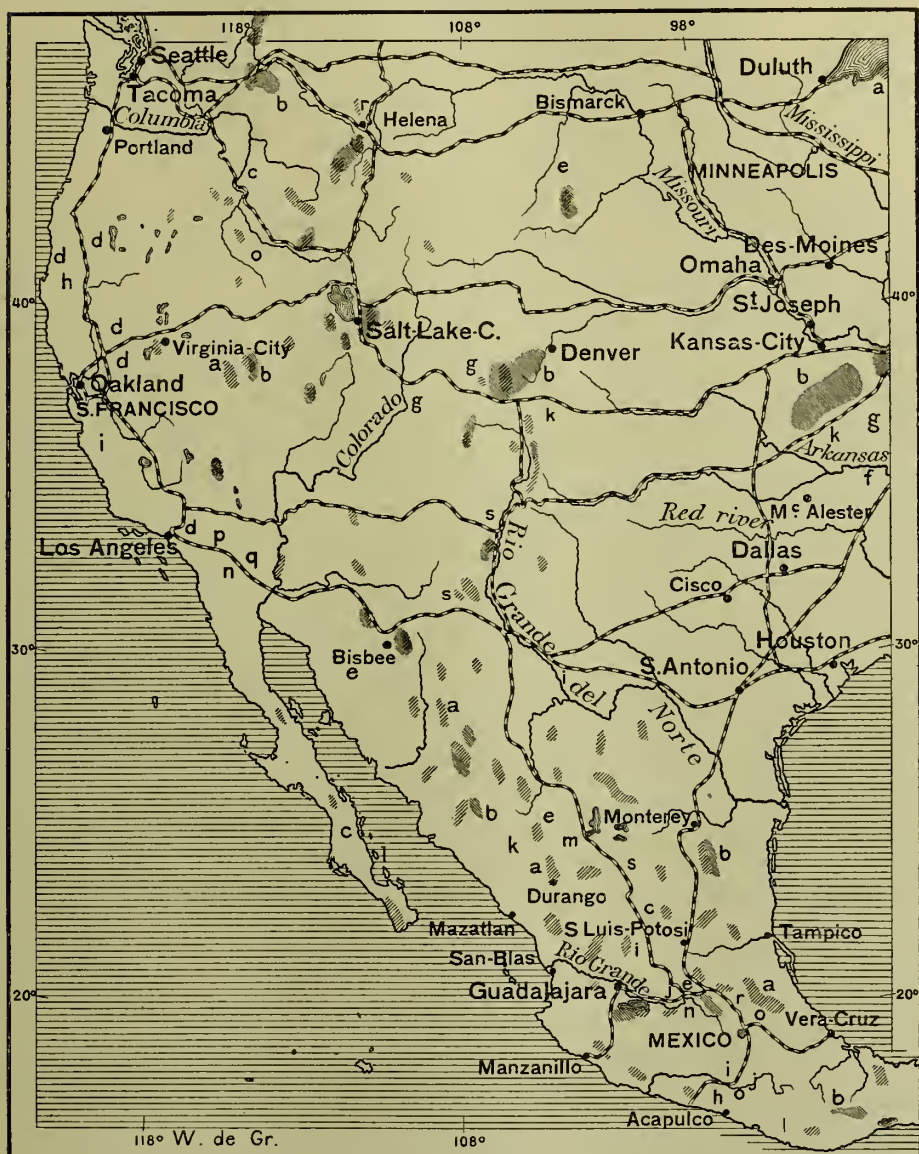 118° 108° 98°
Seattle
Duluth
a
Tacoma
b
r
Bismarck
Columbia
Helena
Mississippi
Portland
MINNEAPOLIS
c
e
Missouri
d d
o
Des-Moines
h
Omaha
40° 40°
St Joseph
d
Salt-Lake-C.
Kansas-City
Virginia-City
Denver
d
a b
g b
b
Oakland
S. FRANCISCO
Colorado
g
k
g
i
k
Arkansas
f
s
Mc Alester
Red river
d p
Rio
Los Angeles
q
Dallas
n
Cisco
s
Grande
Houston
30° 30°
Bisbee
S. Antonio
e
i
del
a
Norte
b
e
Monterey
c
k
m
b
l
a
s
Durango
c
Mazatlan
S Luis-Potosi
Tampico
i
San-Blas
Rio Grande
20° 20°
Guadalajara
l
e
a
n
r
o
Vera-Cruz
MEXICO
Manzanillo
i
h
o
b
Acapulco
l
118° W. de Gr. 108°